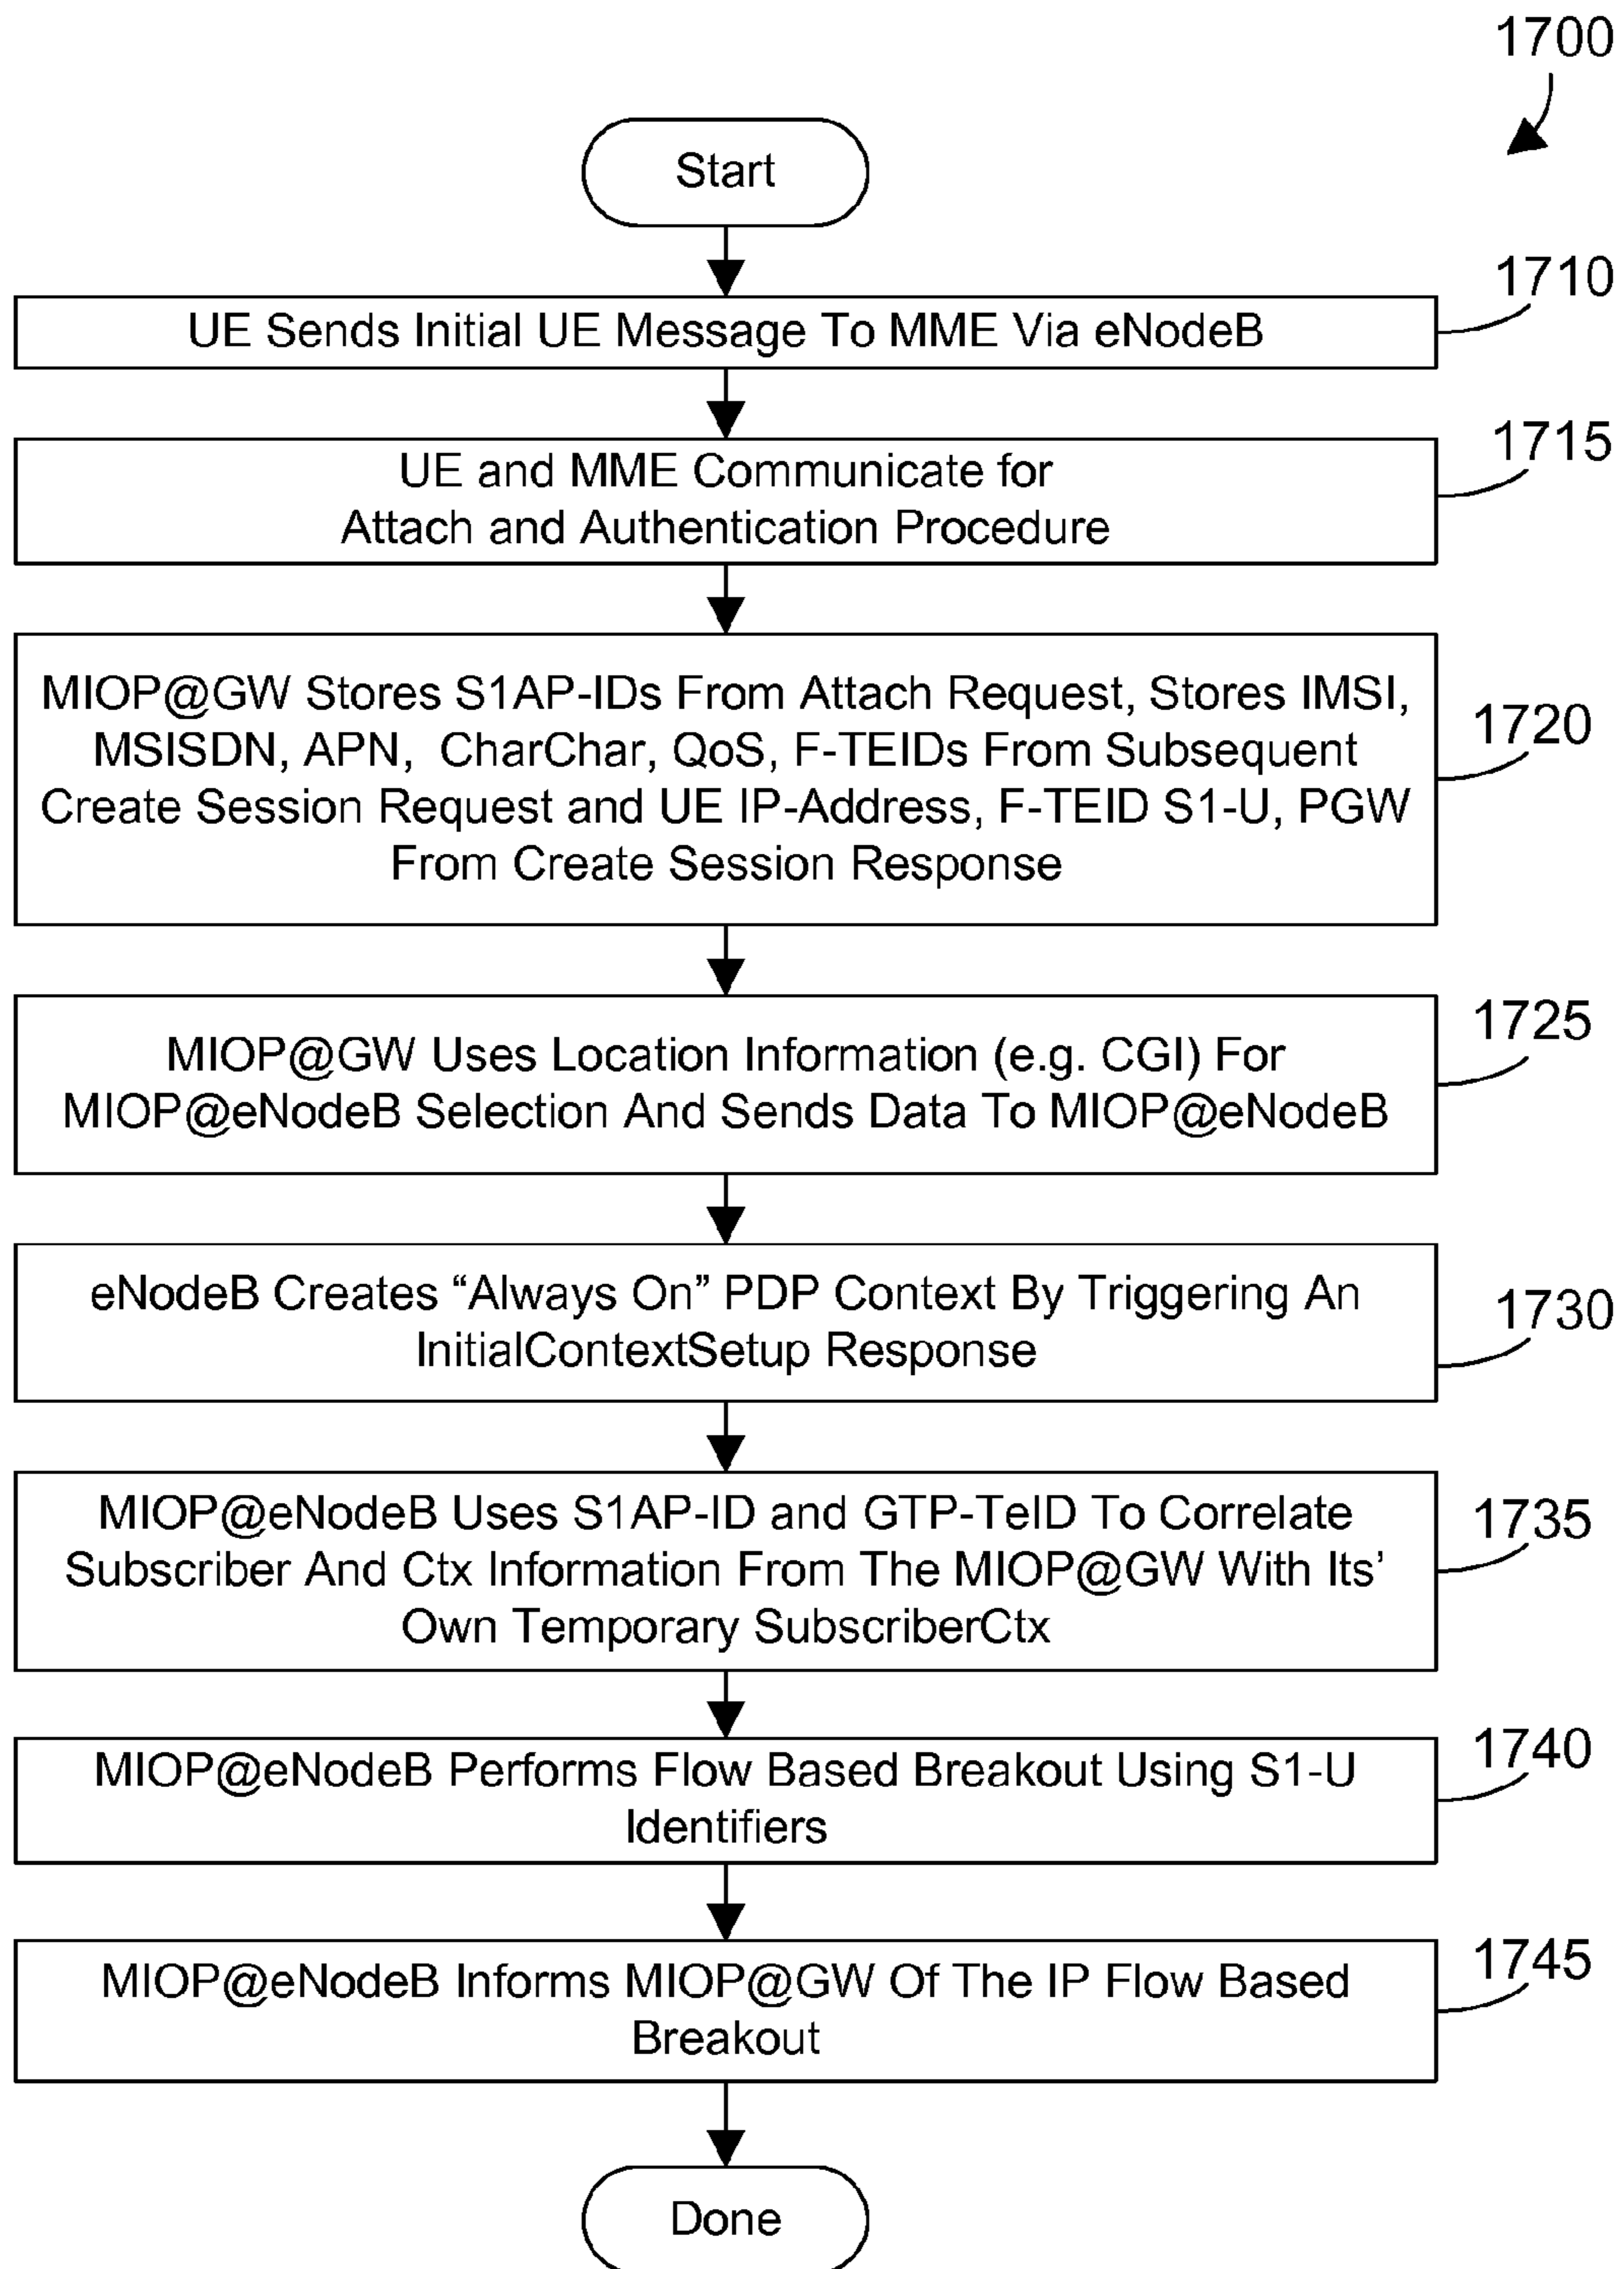 1700
Start
1710
UE Sends Initial UE Message To MME Via eNodeB
1715
UE and MME Communicate for
Attach and Authentication Procedure
1720
MIOP@GW Stores S1AP-IDs From Attach Request, Stores IMSI,
MSISDN, APN, CharChar, QoS, F-TEIDs From Subsequent
Create Session Request and UE IP-Address, F-TEID S1-U, PGW
From Create Session Response
1725
MIOP@GW Uses Location Information (e.g. CGI) For
MIOP@eNodeB Selection And Sends Data To MIOP@eNodeB
1730
eNodeB Creates “Always On” PDP Context By Triggering An
InitialContextSetup Response
1735
MIOP@eNodeB Uses S1AP-ID and GTP-TeID To Correlate
Subscriber And Ctx Information From The MIOP@GW With Its’
Own Temporary SubscriberCtx
1740
MIOP@eNodeB Performs Flow Based Breakout Using S1-U
Identifiers
1745
MIOP@eNodeB Informs MIOP@GW Of The IP Flow Based
Breakout
Done